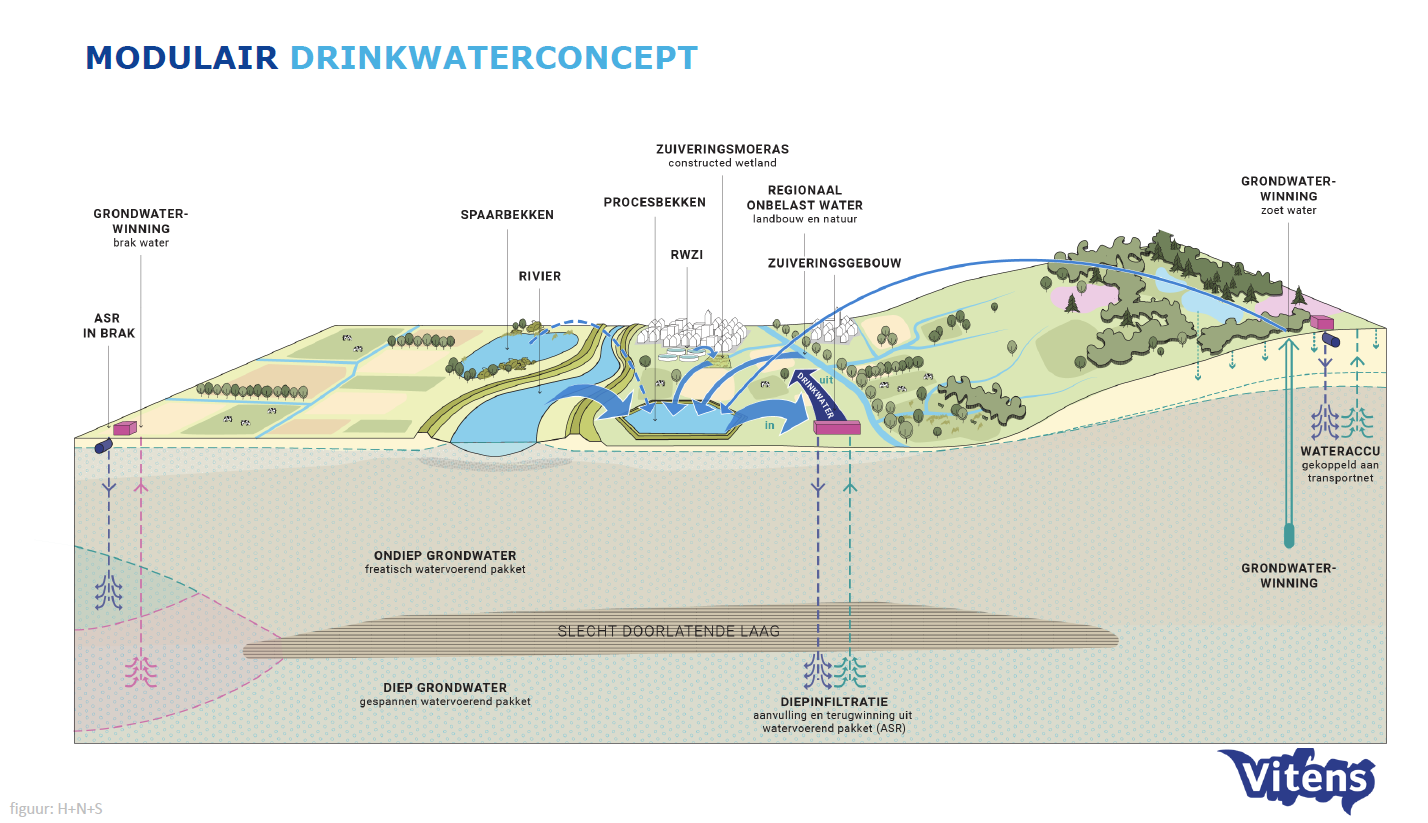 MODULAIR DRINKWATERCONCEPT
ZUIVERINGSMOERAS
constructed wetland
GRONDWATER-
WINNING
zoet water
REGIONAAL
ONBELAST WATER
landbouw en natuur
PROCESBEKKEN
GRONDWATER-
WINNING
brak water
SPAARBEKKEN
RWZI
ZUIVERINGSGEBOUW
RIVIER
ASR
IN BRAK
DRINKWATER
uit
in
WATERACCU
gekoppeld aan
transportnet
ONDIEP GRONDWATER
freatisch watervoerend pakket
GRONDWATER-
WINNING
SLECHT DOORLATENDE LAAG
DIEP GRONDWATER
gespannen watervoerend pakket
DIEPINFILTRATIE
aanvulling en terugwinning uit
watervoerend pakket (ASR)
Vitens
figuur: H+N+S